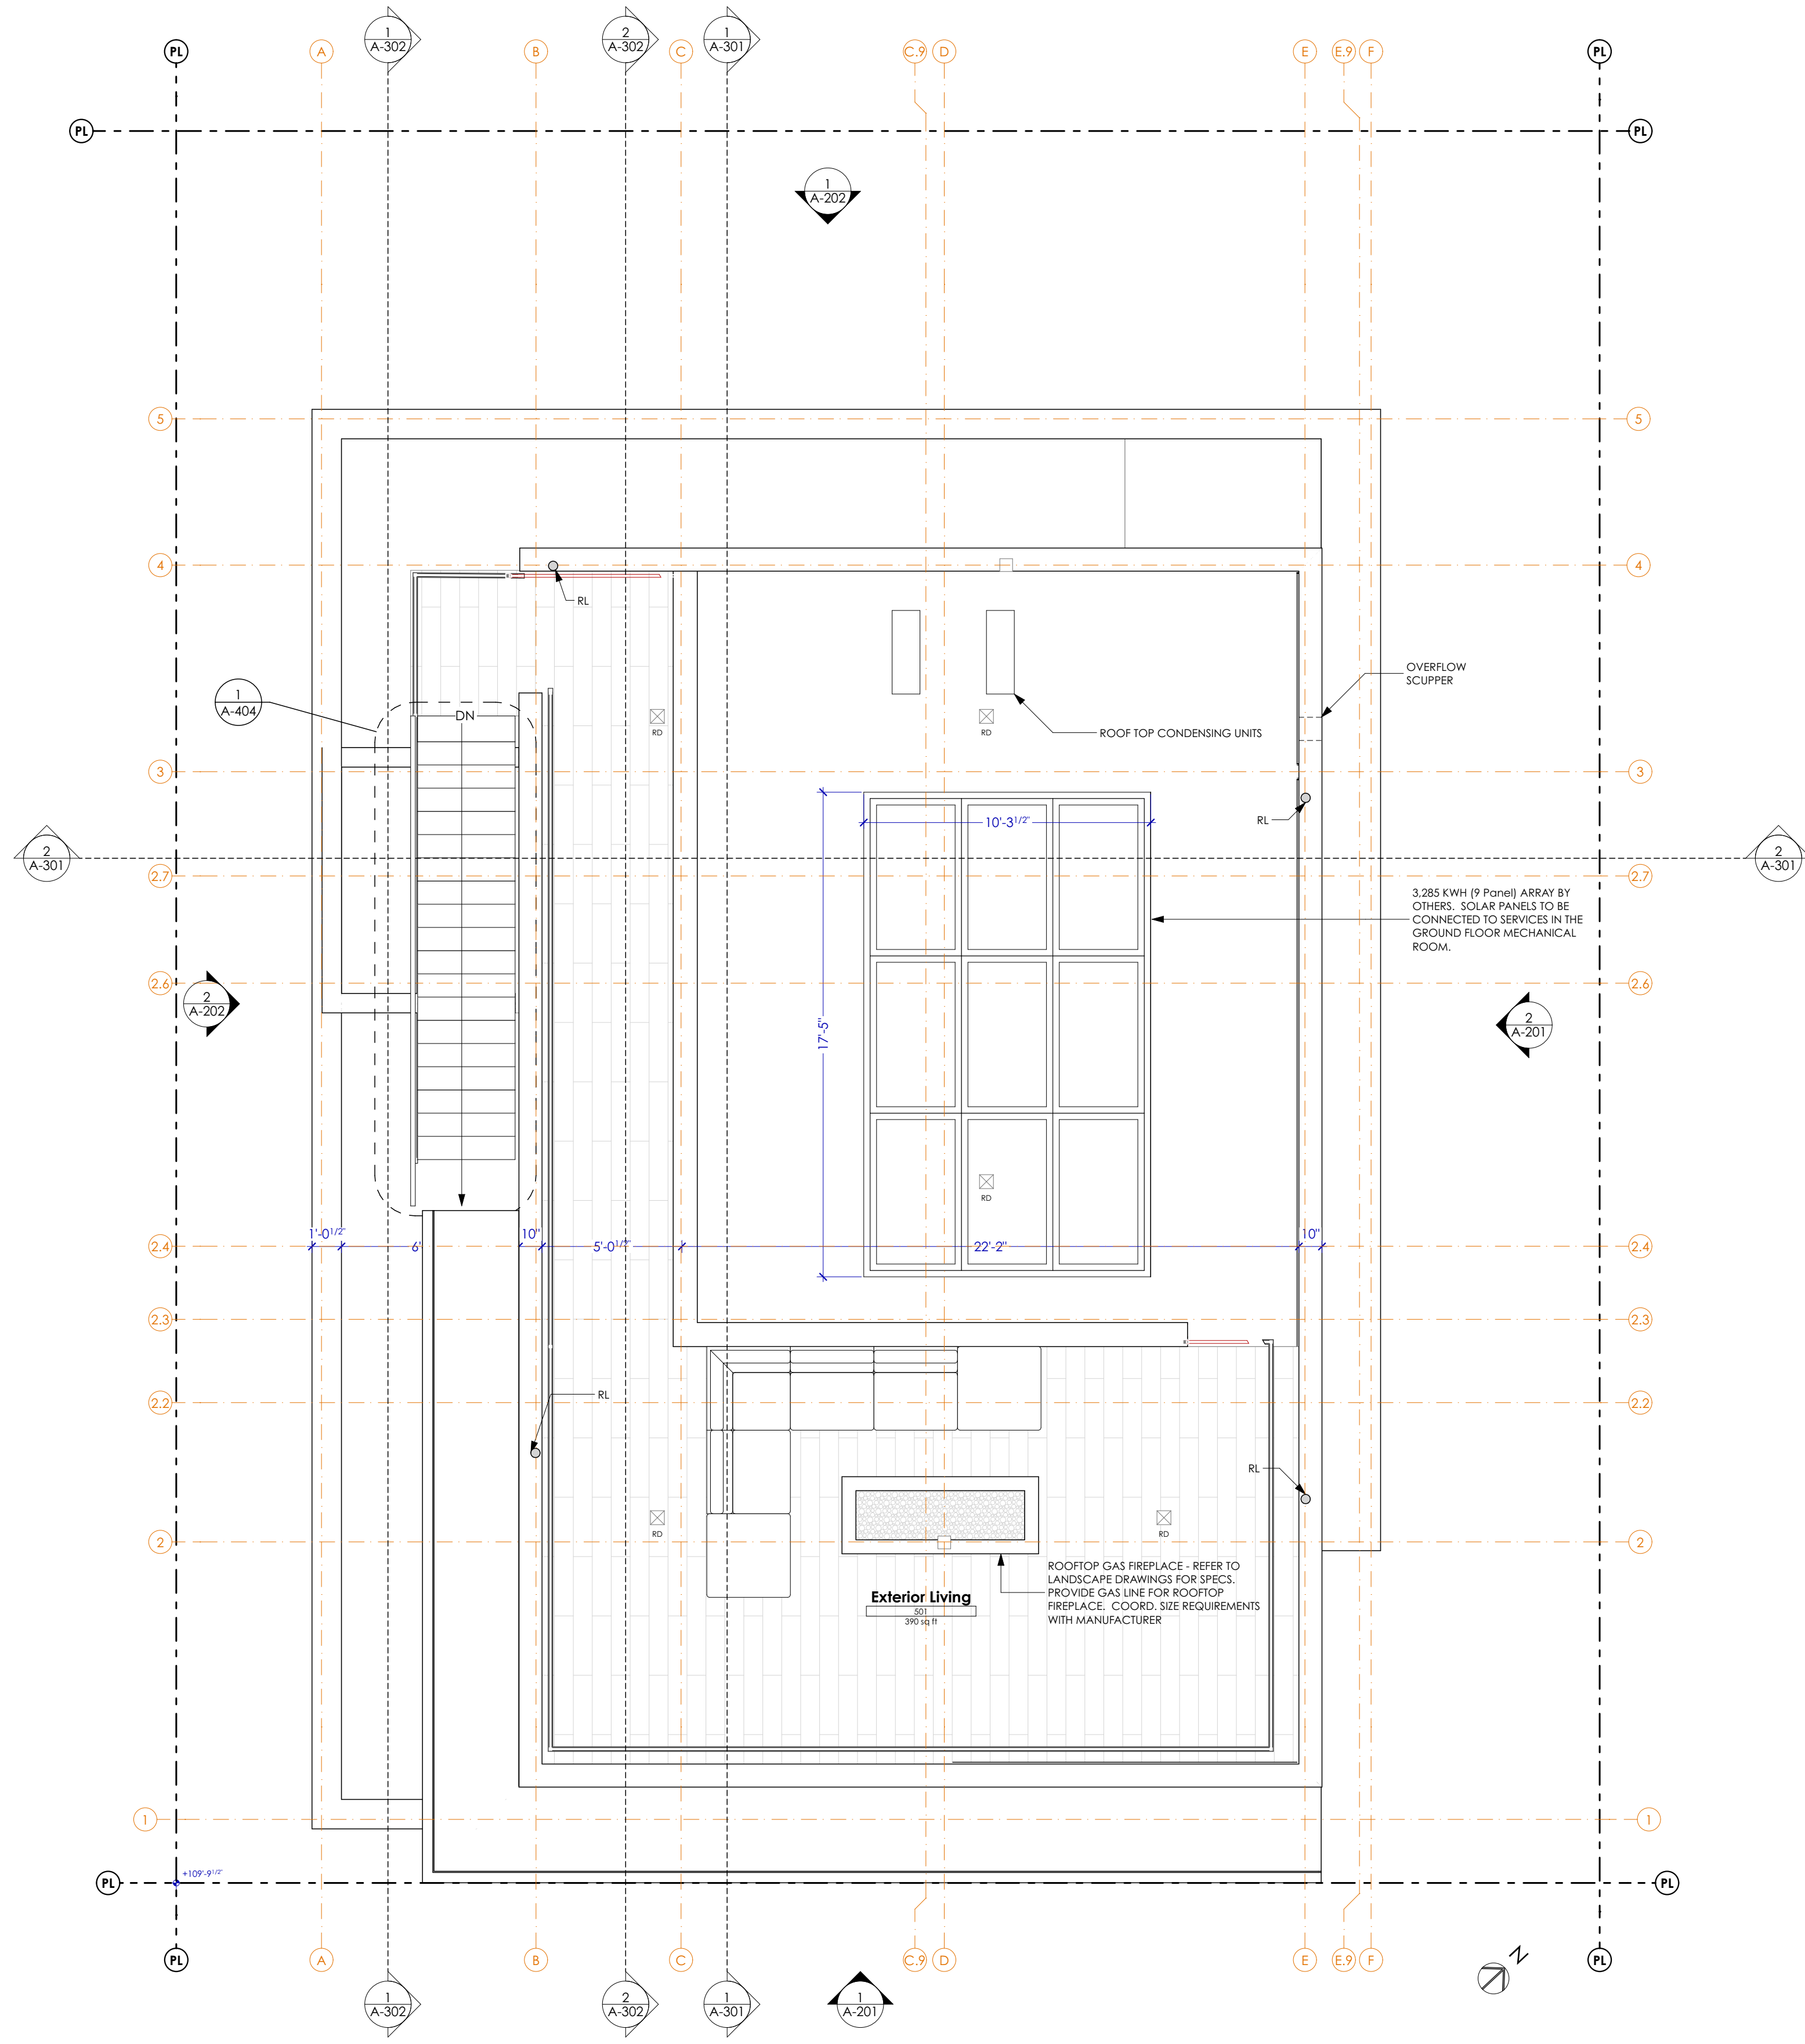 1
A-302
2
A-302
1
A-301
PL
A
B
C
C.9
D
E
E.9
F
PL
PL
PL
1
A-202
5
5
4
4
RL
OVERFLOW
SCUPPER
1
A-404
DN
RD
RD
ROOF TOP CONDENSING UNITS
3
3
RL
10'-3 1/2"
2
A-301
2
A-301
2.7
2.7
3,285 KWH (9 Panel) ARRAY BY
OTHERS. SOLAR PANELS TO BE
CONNECTED TO SERVICES IN THE
GROUND FLOOR MECHANICAL
ROOM.
2.6
2.6
2
A-202
2
A-201
17'-5"
RD
1'-0 1/2"
6'
10"
5'-0 1/2"
22'-2"
10"
2.4
2.4
2.3
2.3
RL
2.2
2.2
RL
RD
RD
2
2
ROOFTOP GAS FIREPLACE - REFER TO
LANDSCAPE DRAWINGS FOR SPECS.
PROVIDE GAS LINE FOR ROOFTOP
FIREPLACE. COORD. SIZE REQUIREMENTS
WITH MANUFACTURER
Exterior Living
501
390 sq ft
1
1
+109'-9 1/2"
PL
PL
PL
A
B
C
C.9
D
E
E.9
F
N
PL
1
A-302
2
A-302
1
A-301
1
A-201